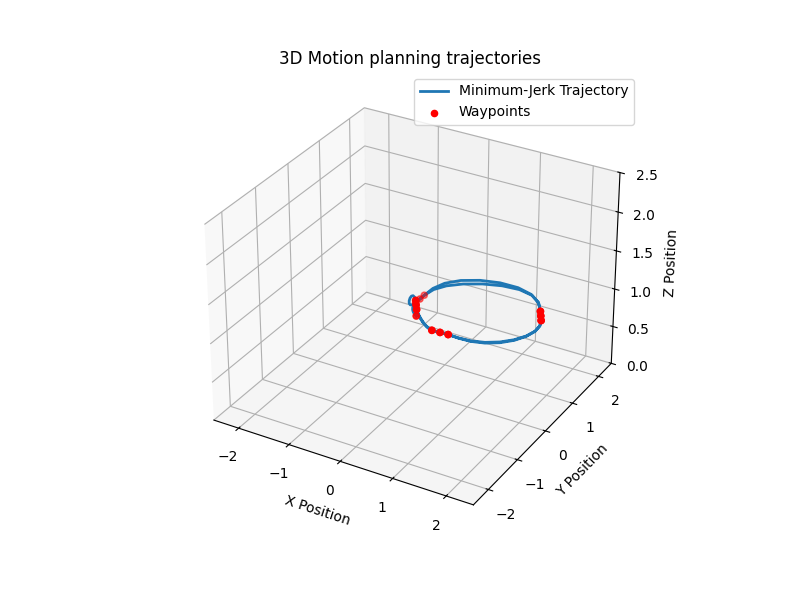 3D Motion planning trajectories
Minimum-Jerk Trajectory
Waypoints
2.5
2.0
1.5
1.0
0.5
0.0
Z Position
2
1
0
−1
−2
Y Position
−2
−1
0
1
2
X Position